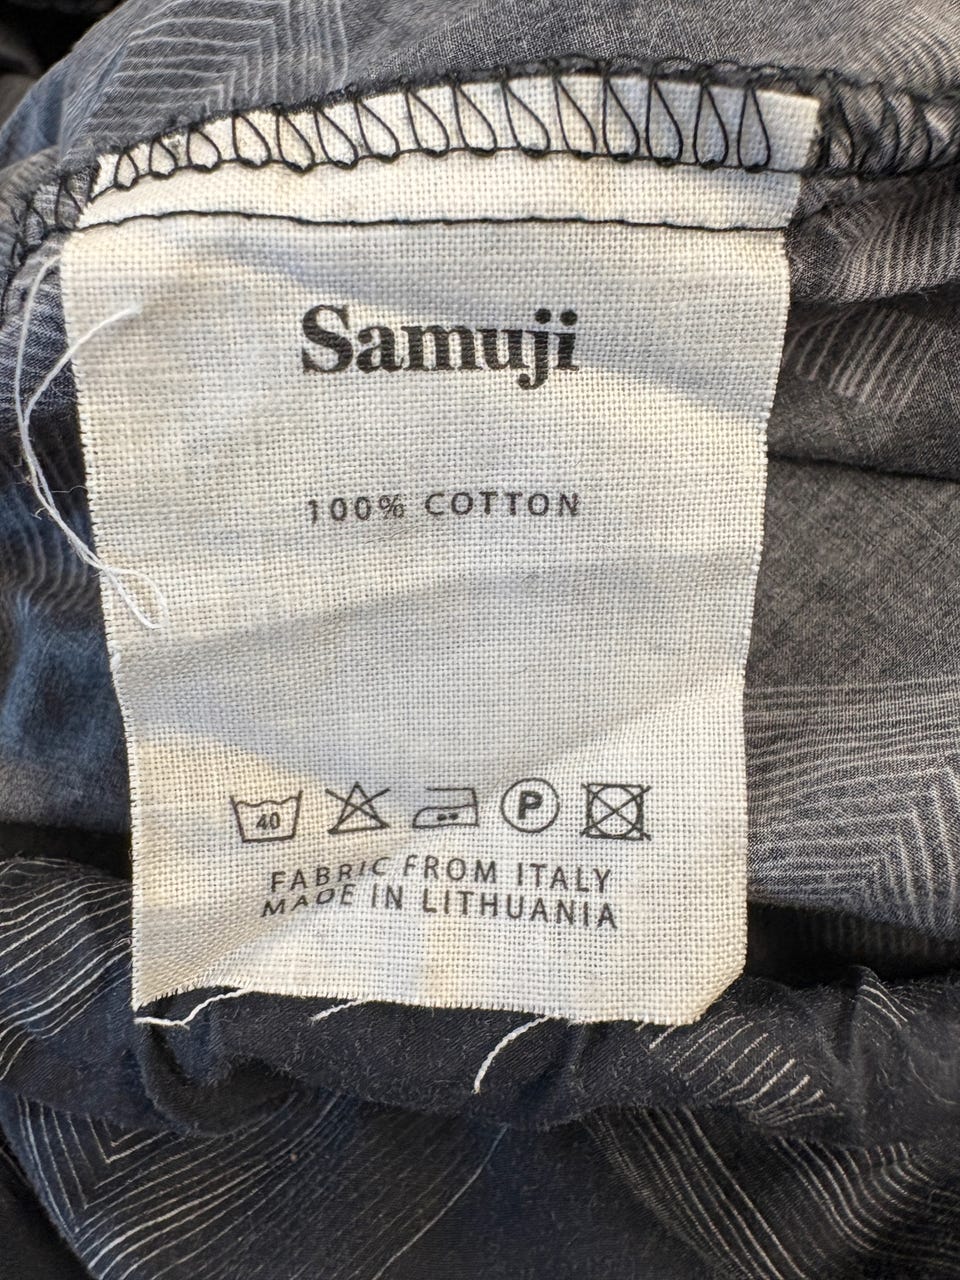 Samuji
100% COTTON
40 P
FABRIC FROM ITALY
MADE IN LITHUANIA